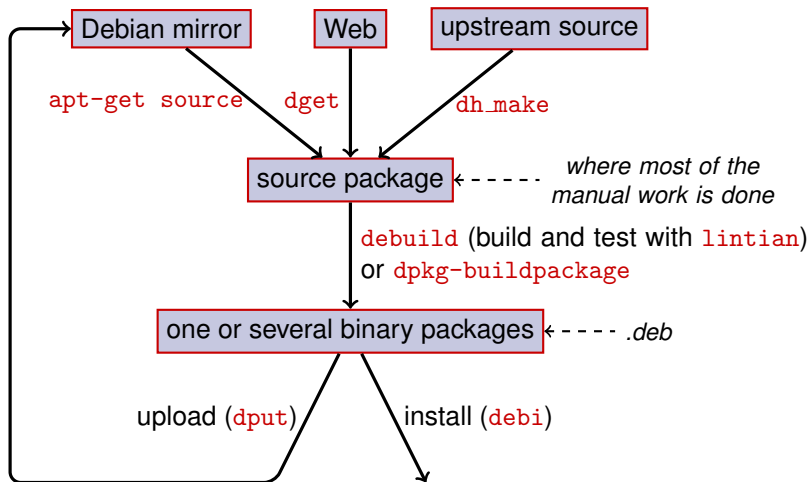 Debian mirror
Web
upstream source
apt-get source
dget
dh_make
source package
where most of the
manual work is done
debuild (build and test with lintian)
or dpkg-buildpackage
one or several binary packages
.deb
upload (dput)
install (debi)